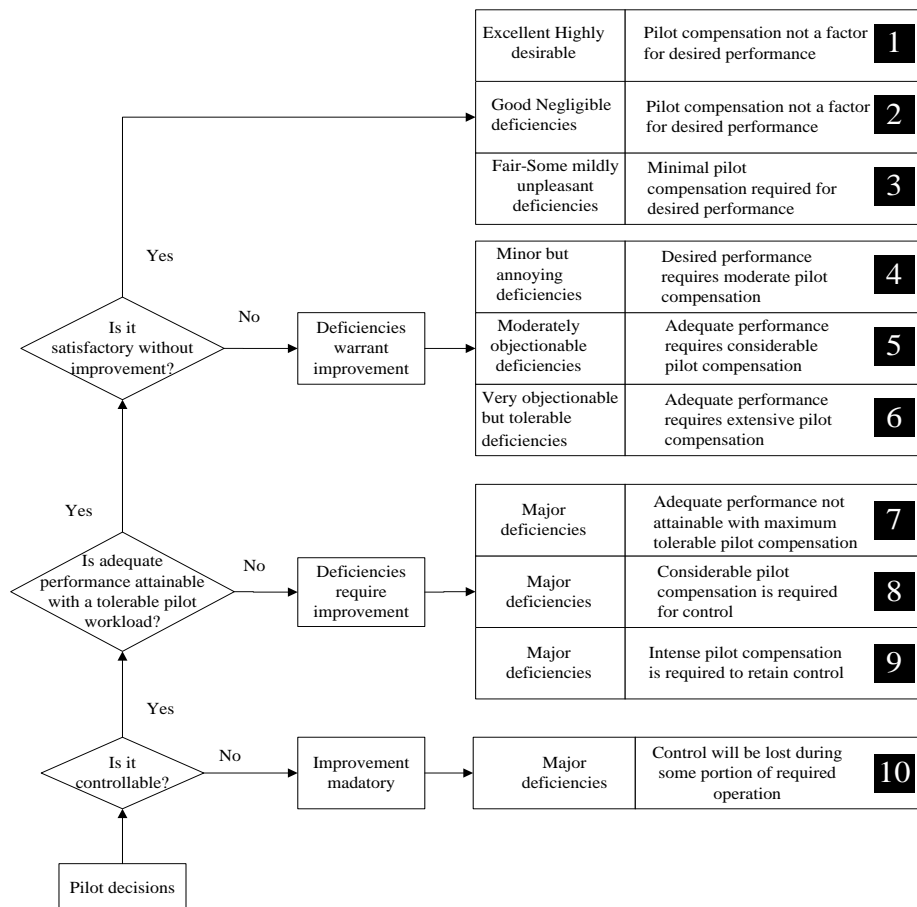 Excellent Highly
desirable
Pilot compensation not a factor
for desired performance
1
Good Negligible
deficiencies
Pilot compensation not a factor
for desired performance
2
Fair-Some mildly
unpleasant
deficiencies
Minimal pilot
compensation required for
desired performance
3
Yes
Minor but
annoying
deficiencies
Desired performance
requires moderate pilot
compensation
4
Is it
satisfactory without
improvement?
No
Deficiencies
warrant
improvement
Moderately
objectionable
deficiencies
Adequate performance
requires considerable
pilot compensation
5
Very objectionable
but tolerable
deficiencies
Adequate performance
requires extensive pilot
compensation
6
Yes
Major
deficiencies
Adequate performance not
attainable with maximum
tolerable pilot compensation
7
Is adequate
performance attainable
with a tolerable pilot
workload?
No
Deficiencies
require
improvement
Major
deficiencies
Considerable pilot
compensation is required
for control
8
Major
deficiencies
Intense pilot compensation
is required to retain control
9
Yes
Is it
controllable?
No
Improvement
madatory
Major
deficiencies
Control will be lost during
some portion of required
operation
10
Pilot decisions